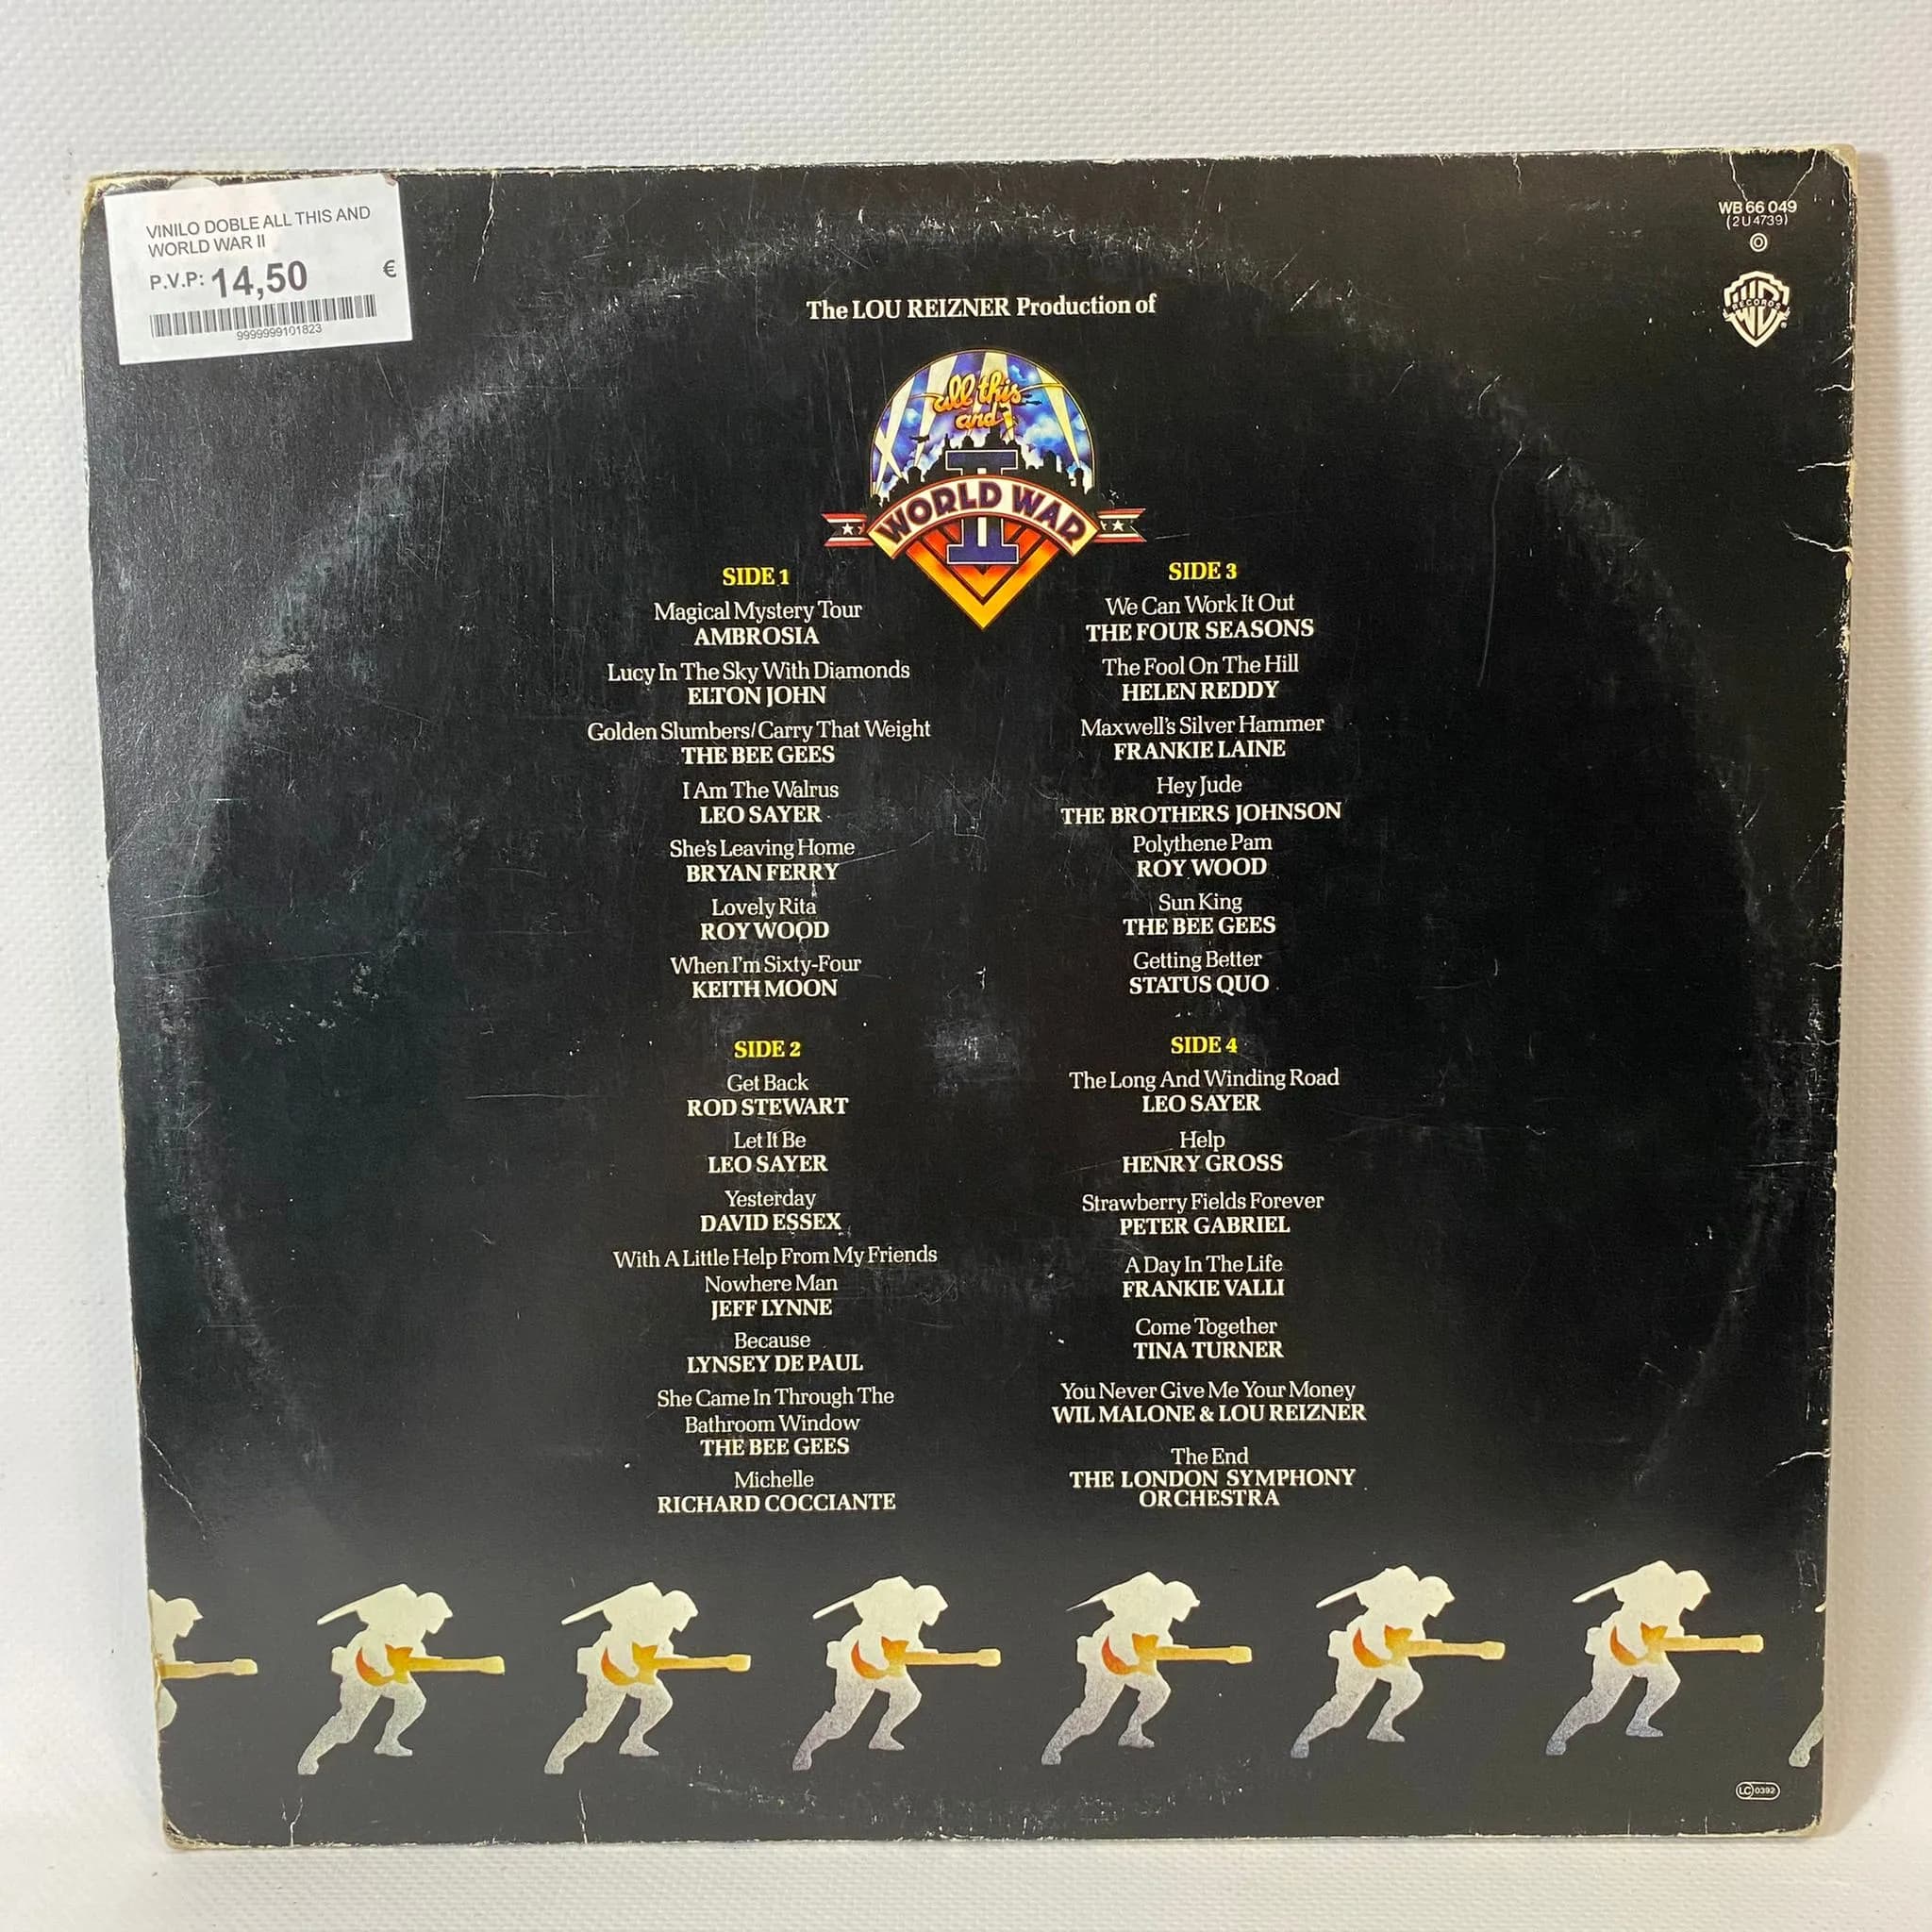 VINILO DOBLE ALL THIS AND
WORLD WAR II
P.V.P: 14,50 €
9999999101823
WB 66 049
(2 U 4739)
WB
RECORDS
The LOU REIZNER Production of
all this
and
WORLD WAR
II
SIDE 1
Magical Mystery Tour
AMBROSIA
Lucy In The Sky With Diamonds
ELTON JOHN
Golden Slumbers/Carry That Weight
THE BEE GEES
I Am The Walrus
LEO SAYER
She's Leaving Home
BRYAN FERRY
Lovely Rita
ROY WOOD
When I'm Sixty-Four
KEITH MOON
SIDE 2
Get Back
ROD STEWART
Let It Be
LEO SAYER
Yesterday
DAVID ESSEX
With A Little Help From My Friends
Nowhere Man
JEFF LYNNE
Because
LYNSEY DE PAUL
She Came In Through The
Bathroom Window
THE BEE GEES
Michelle
RICHARD COCCIANTE
SIDE 3
We Can Work It Out
THE FOUR SEASONS
The Fool On The Hill
HELEN REDDY
Maxwell's Silver Hammer
FRANKIE LAINE
Hey Jude
THE BROTHERS JOHNSON
Polythene Pam
ROY WOOD
Sun King
THE BEE GEES
Getting Better
STATUS QUO
SIDE 4
The Long And Winding Road
LEO SAYER
Help
HENRY GROSS
Strawberry Fields Forever
PETER GABRIEL
A Day In The Life
FRANKIE VALLI
Come Together
TINA TURNER
You Never Give Me Your Money
WIL MALONE & LOU REIZNER
The End
THE LONDON SYMPHONY
ORCHESTRA
LC 0392